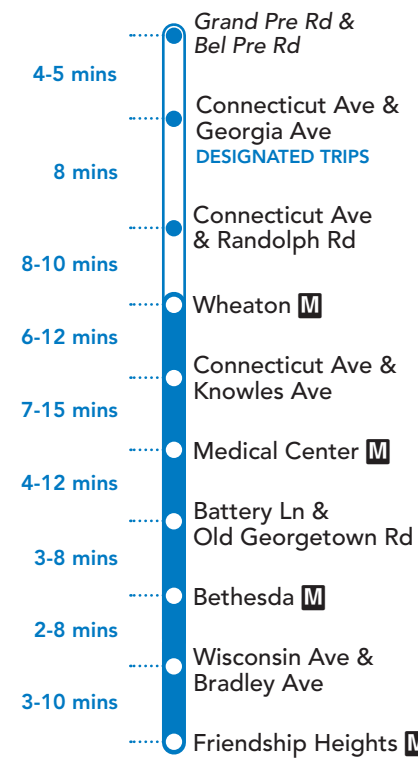 Grand Pre Rd &
Bel Pre Rd
4-5 mins
Connecticut Ave &
Georgia Ave
DESIGNATED TRIPS
8 mins
Connecticut Ave
& Randolph Rd
8-10 mins
Wheaton M
6-12 mins
Connecticut Ave &
Knowles Ave
7-15 mins
Medical Center M
4-12 mins
Battery Ln &
Old Georgetown Rd
3-8 mins
Bethesda M
2-8 mins
Wisconsin Ave &
Bradley Ave
3-10 mins
Friendship Heights M